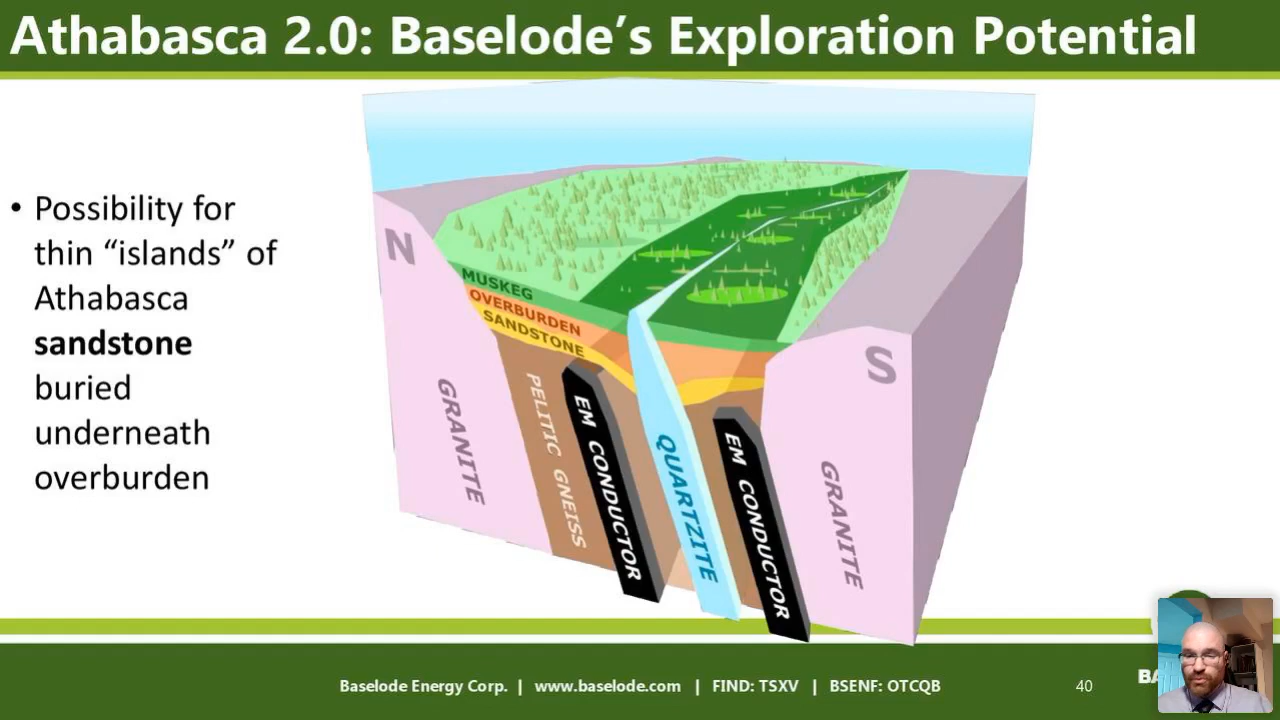 Athabasca 2.0: Baselode’s Exploration Potential
• Possibility for
thin “islands” of
Athabasca
sandstone
buried
underneath
overburden
N
S
MUSKEG
OVERBURDEN
SANDSTONE
GRANITE
PELITIC GNEISS
EM CONDUCTOR
QUARTZITE
EM CONDUCTOR
GRANITE
Baselode Energy Corp. | www.baselode.com | FIND: TSXV | BSENF: OTCQB
40